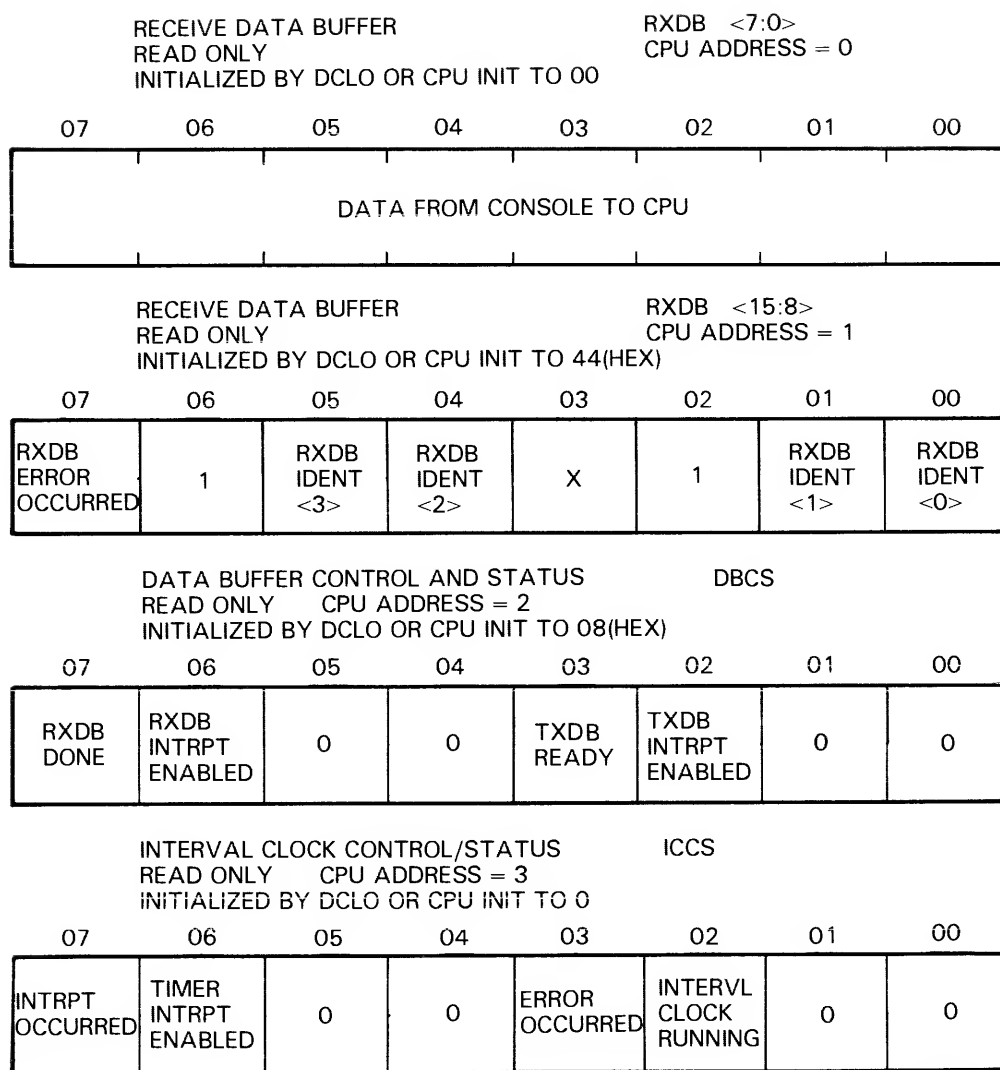 RECEIVE DATA BUFFER RXDB <7:0>
READ ONLY CPU ADDRESS = 0
INITIALIZED BY DCLO OR CPU INIT TO 00
07 06 05 04 03 02 01 00
DATA FROM CONSOLE TO CPU
RECEIVE DATA BUFFER RXDB <15:8>
READ ONLY CPU ADDRESS = 1
INITIALIZED BY DCLO OR CPU INIT TO 44(HEX)
07 06 05 04 03 02 01 00
RXDB RXDB RXDB RXDB RXDB
ERROR 1 IDENT IDENT X 1 IDENT IDENT
OCCURRED <3> <2> <1> <0>
DATA BUFFER CONTROL AND STATUS DBCS
READ ONLY CPU ADDRESS = 2
INITIALIZED BY DCLO OR CPU INIT TO 08(HEX)
07 06 05 04 03 02 01 00
RXDB RXDB TXDB TXDB
DONE INTRPT 0 0 READY INTRPT 0 0
ENABLED ENABLED
INTERVAL CLOCK CONTROL/STATUS ICCS
READ ONLY CPU ADDRESS = 3
INITIALIZED BY DCLO OR CPU INIT TO 0
07 06 05 04 03 02 01 00
INTRPT TIMER ERROR INTERVL
OCCURRED INTRPT 0 0 OCCURRED CLOCK 0 0
ENABLED RUNNING